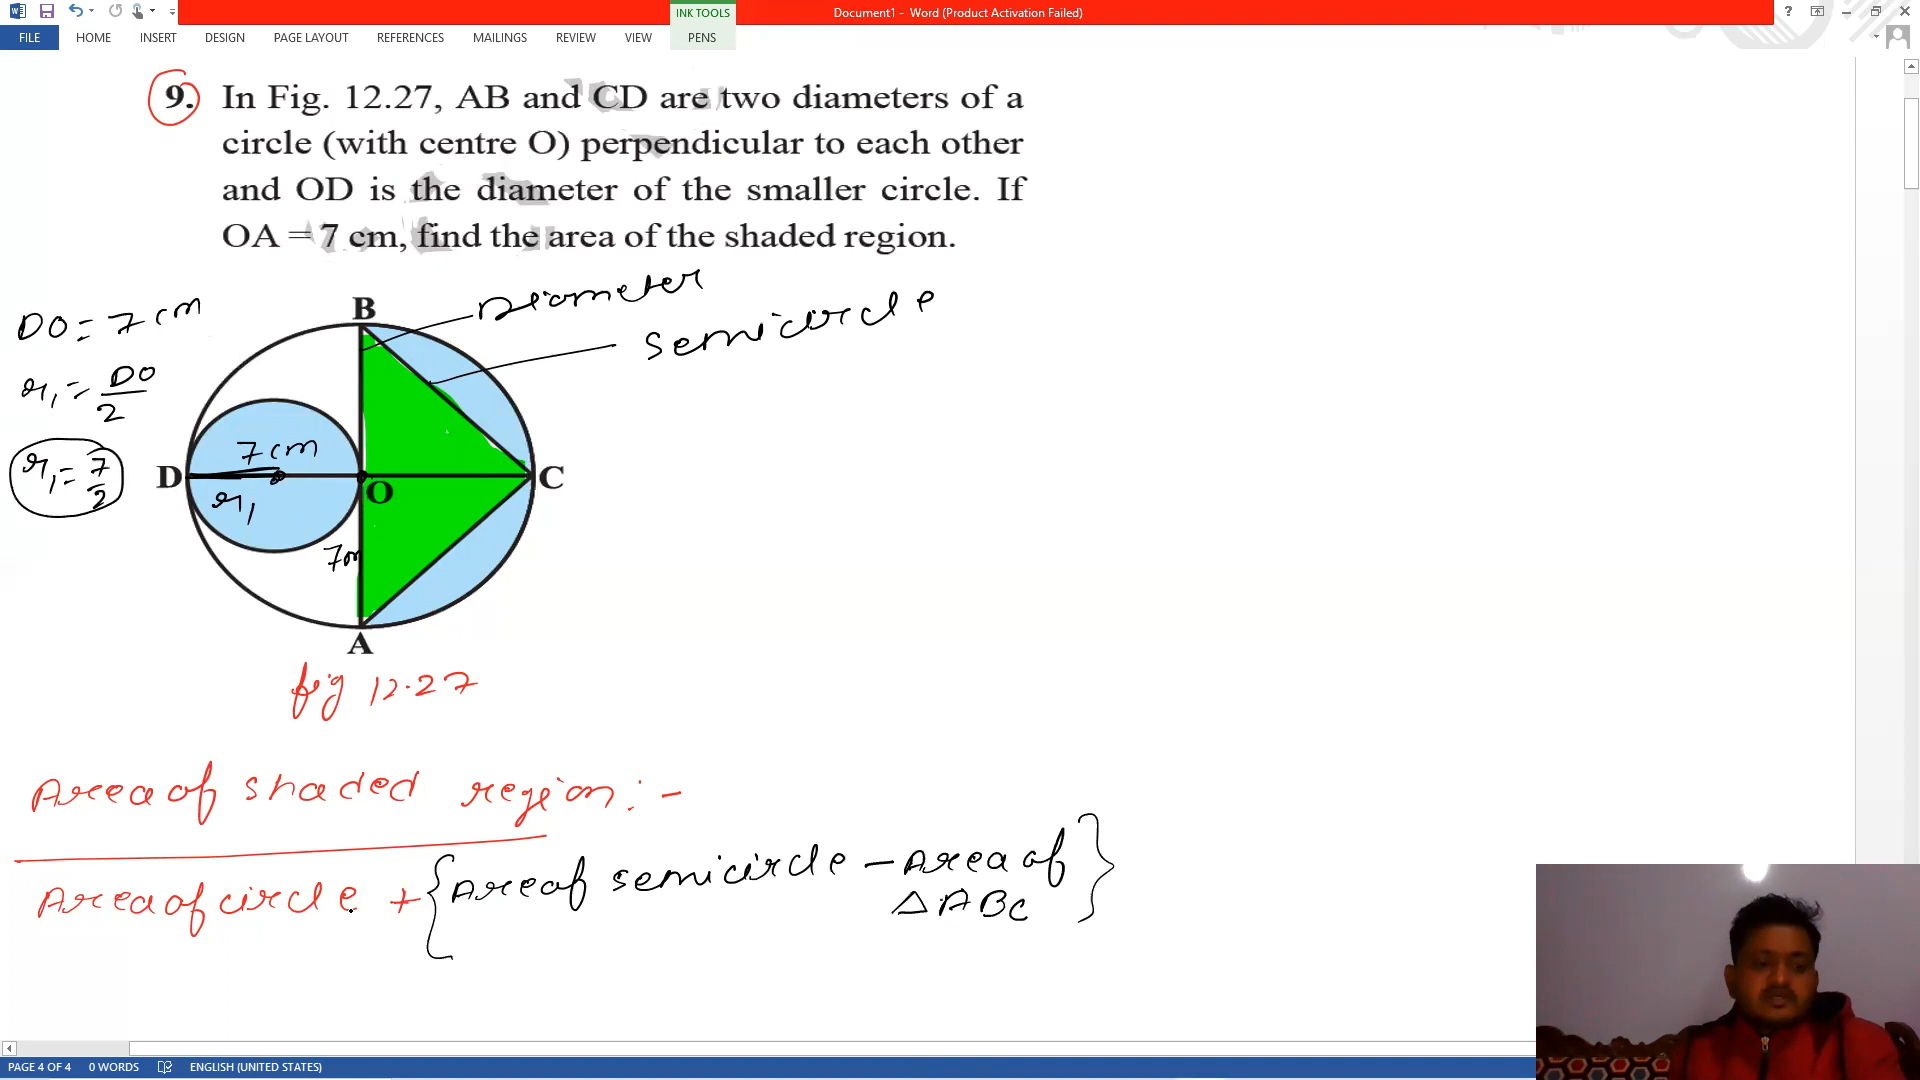 INK TOOLS
Document1 - Word (Product Activation Failed)
FILE HOME INSERT DESIGN PAGE LAYOUT REFERENCES MAILINGS REVIEW VIEW PENS
9. In Fig. 12.27, AB and CD are two diameters of a
circle (with centre O) perpendicular to each other
and OD is the diameter of the smaller circle. If
OA = 7 cm, find the area of the shaded region.
Diameter
semicircle
DO = 7 cm
r₁ = DO/2
r₁ = 7/2
B
7cm
D
C
O
r₁
7m
A
fig 12.27
Area of shaded region :-
Area of circle + { Area of semicircle - Area of
△ABC }
PAGE 4 OF 4 0 WORDS ENGLISH (UNITED STATES)